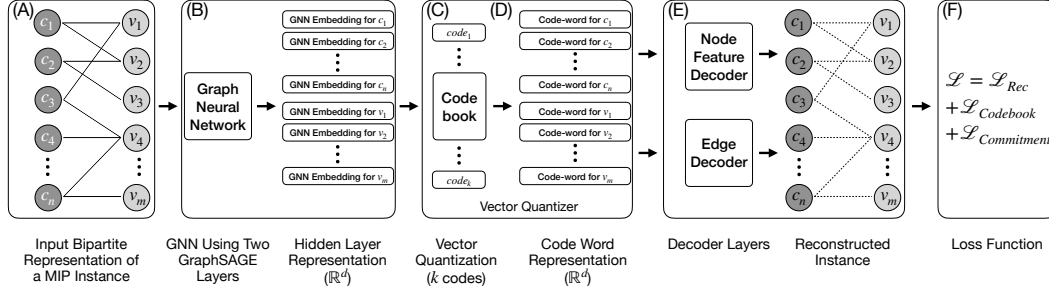 (A)
(B)
(C)
(D)
(E)
(F)
c1
c2
c3
c4
cn
v1
v2
v3
v4
vm
Graph
Neural
Network
GNN Embedding for c1
GNN Embedding for c2
GNN Embedding for cn
GNN Embedding for v1
GNN Embedding for v2
GNN Embedding for vm
code1
Code
book
codek
Code-word for c1
Code-word for c2
Code-word for cn
Code-word for v1
Code-word for v2
Code-word for vm
Vector Quantizer
Node
Feature
Decoder
Edge
Decoder
c1
c2
c3
c4
cn
v1
v2
v3
v4
vm
ℒ = ℒRec
+ ℒCodebook
+ ℒCommitment
Input Bipartite
Representation of
a MIP Instance
GNN Using Two
GraphSAGE
Layers
Hidden Layer
Representation
(ℝᵈ)
Vector
Quantization
(k codes)
Code Word
Representation
(ℝᵈ)
Decoder Layers
Reconstructed
Instance
Loss Function